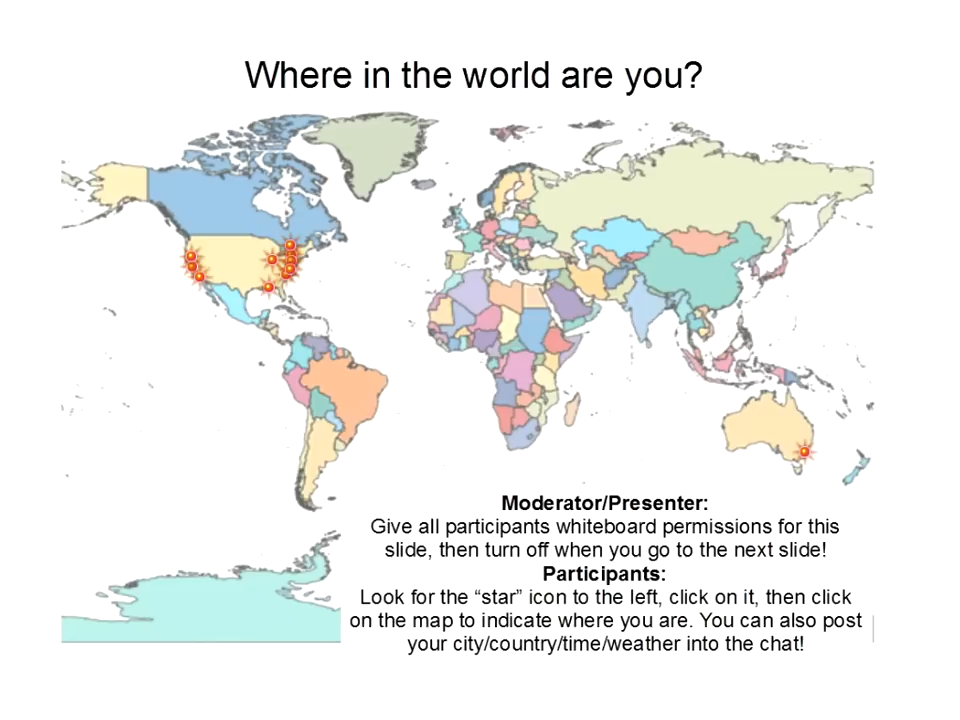 Where in the world are you?
Moderator/Presenter:
Give all participants whiteboard permissions for this
slide, then turn off when you go to the next slide!
Participants:
Look for the “star” icon to the left, click on it, then click
on the map to indicate where you are. You can also post
your city/country/time/weather into the chat!